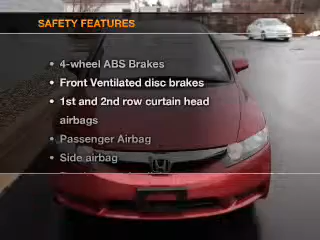 SAFETY FEATURES
• 4-wheel ABS Brakes
• Front Ventilated disc brakes
• 1st and 2nd row curtain head
airbags
• Passenger Airbag
• Side airbag